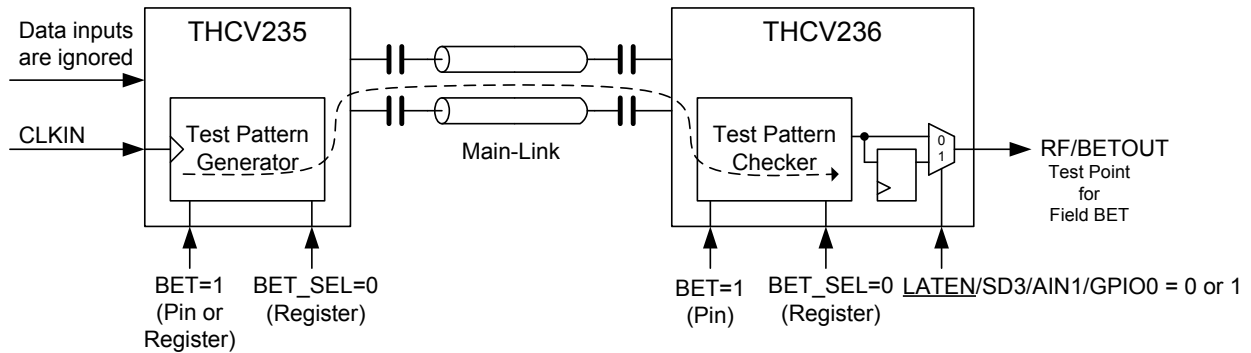 Data inputs
are ignored
CLKIN
THCV235
Test Pattern
Generator
Main-Link
THCV236
Test Pattern
Checker
0
1
RF/BETOUT
Test Point
for
Field BET
BET=1
(Pin or
Register)
BET_SEL=0
(Register)
BET=1
(Pin)
BET_SEL=0
(Register)
LATEN/SD3/AIN1/GPIO0 = 0 or 1